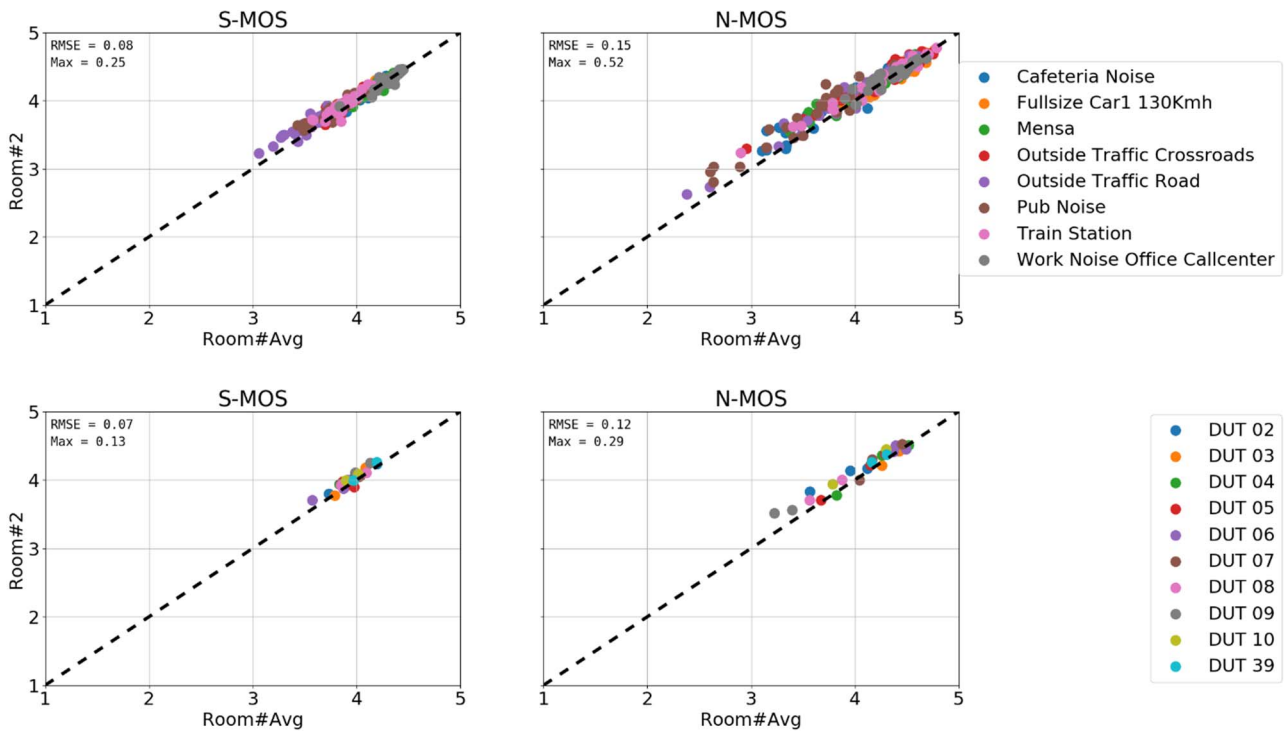 S-MOS
RMSE = 0.08
Max = 0.25
5
4
3
2
1
Room#2
1 2 3 4 5
Room#Avg
N-MOS
RMSE = 0.15
Max = 0.52
1 2 3 4 5
Room#Avg
Cafeteria Noise
Fullsize Car1 130Kmh
Mensa
Outside Traffic Crossroads
Outside Traffic Road
Pub Noise
Train Station
Work Noise Office Callcenter
S-MOS
RMSE = 0.07
Max = 0.13
5
4
3
2
1
Room#2
1 2 3 4 5
Room#Avg
N-MOS
RMSE = 0.12
Max = 0.29
1 2 3 4 5
Room#Avg
DUT 02
DUT 03
DUT 04
DUT 05
DUT 06
DUT 07
DUT 08
DUT 09
DUT 10
DUT 39